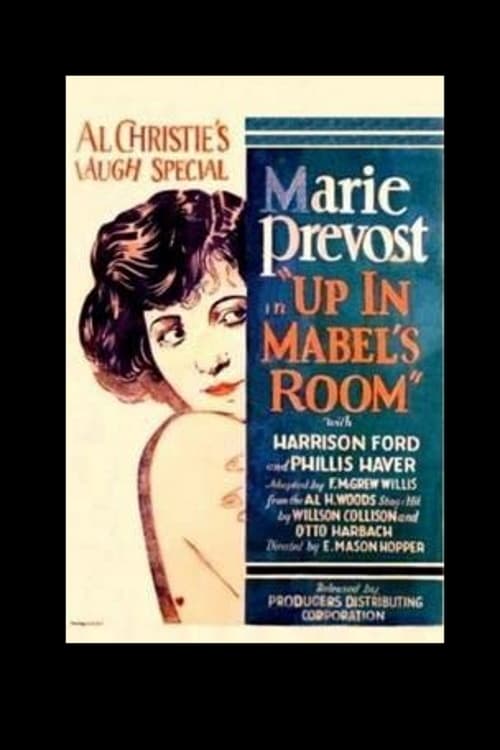 AL CHRISTIE'S
LAUGH SPECIAL
Marie
Prevost
in "UP IN
MABEL'S
ROOM"
with
HARRISON FORD
and PHILLIS HAVER
Adapted by F. McGREW WILLIS
from the AL H. WOODS Stage Hit
by WILLSON COLLISON and
OTTO HARBACH
Directed by E. MASON HOPPER
Released by
PRODUCERS DISTRIBUTING
CORPORATION